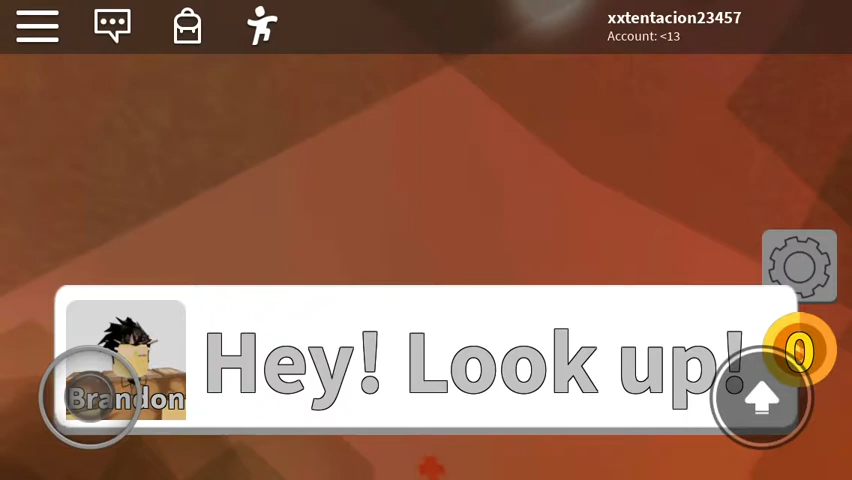 xxtentacion23457
Account: <13
Hey! Look up!
Brandon
0